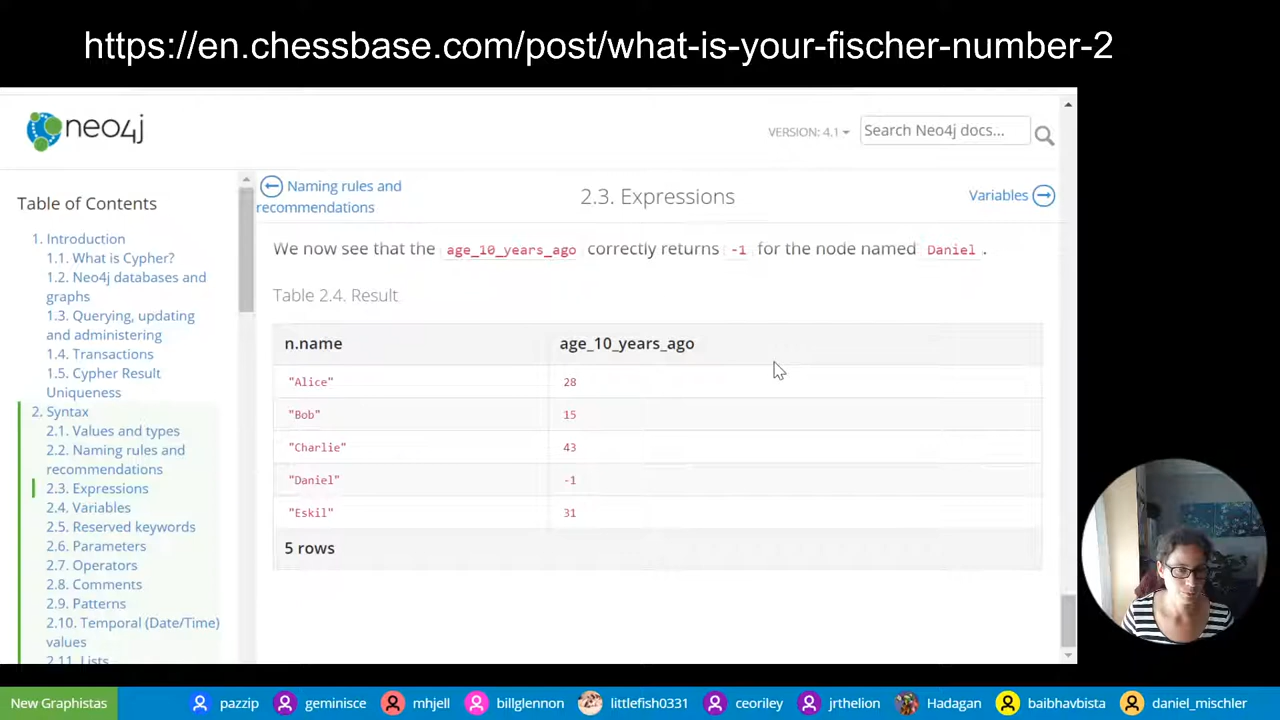 https://en.chessbase.com/post/what-is-your-fischer-number-2
neo4j
VERSION: 4.1
Search Neo4j docs...
Table of Contents
1. Introduction
1.1. What is Cypher?
1.2. Neo4j databases and
graphs
1.3. Querying, updating
and administering
1.4. Transactions
1.5. Cypher Result
Uniqueness
2. Syntax
2.1. Values and types
2.2. Naming rules and
recommendations
2.3. Expressions
2.4. Variables
2.5. Reserved keywords
2.6. Parameters
2.7. Operators
2.8. Comments
2.9. Patterns
2.10. Temporal (Date/Time)
values
2.11. Lists
Naming rules and
recommendations
2.3. Expressions
Variables
We now see that the age_10_years_ago correctly returns -1 for the node named Daniel .
Table 2.4. Result
n.name age_10_years_ago
"Alice" 28
"Bob" 15
"Charlie" 43
"Daniel" -1
"Eskil" 31
5 rows
New Graphistas pazzip geminisce mhjell billglennon littlefish0331 ceoriley jrthelion Hadagan baibhavbista daniel_mischler